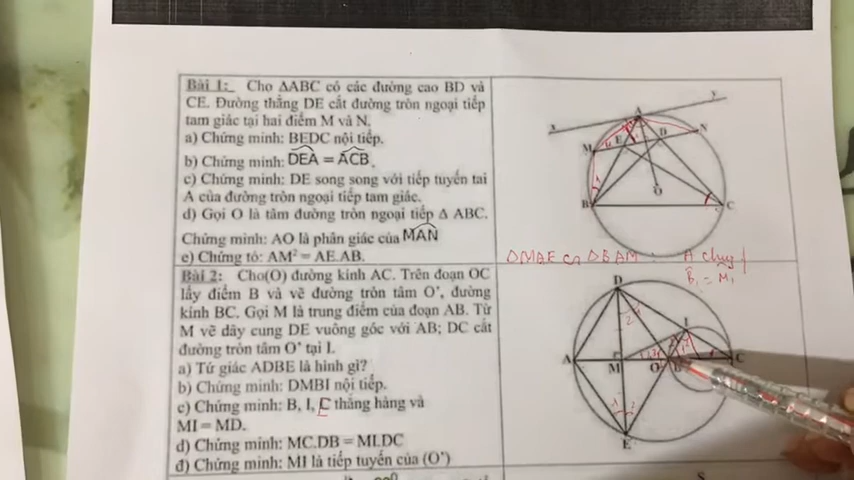 Bài 1: Cho ΔABC có các đường cao BD và
CE. Đường thẳng DE cắt đường tròn ngoại tiếp
tam giác tại hai điểm M và N.
a) Chứng minh: BEDC nội tiếp.
b) Chứng minh: DEA = ACB.
c) Chứng minh: DE song song với tiếp tuyến tại
A của đường tròn ngoại tiếp tam giác.
d) Gọi O là tâm đường tròn ngoại tiếp Δ ABC.
Chứng minh: AO là phân giác của MAN
e) Chứng tỏ: AM² = AE.AB.
x
y
A
M
E
D
N
O
B
C
ΔMAE ∽ ΔBAM
A chung
B₁ = M₁
Bài 2: Cho(O) đường kính AC. Trên đoạn OC
lấy điểm B và vẽ đường tròn tâm O', đường
kính BC. Gọi M là trung điểm của đoạn AB. Từ
M vẽ dây cung DE vuông góc với AB; DC cắt
đường tròn tâm O' tại I.
a) Tứ giác ADBE là hình gì?
b) Chứng minh: DMBI nội tiếp.
c) Chứng minh: B, I, E thẳng hàng và
MI = MD.
d) Chứng minh: MC.DB = MI.DC
đ) Chứng minh: MI là tiếp tuyến của (O')
D
I
A
M
O
B
C
E